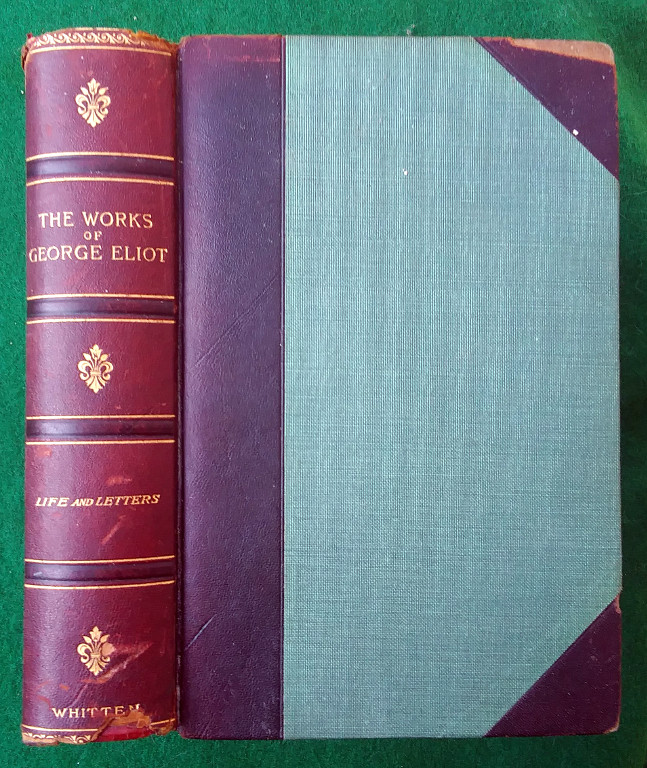 THE WORKS
OF
GEORGE ELIOT
LIFE AND LETTERS
WHITTEN